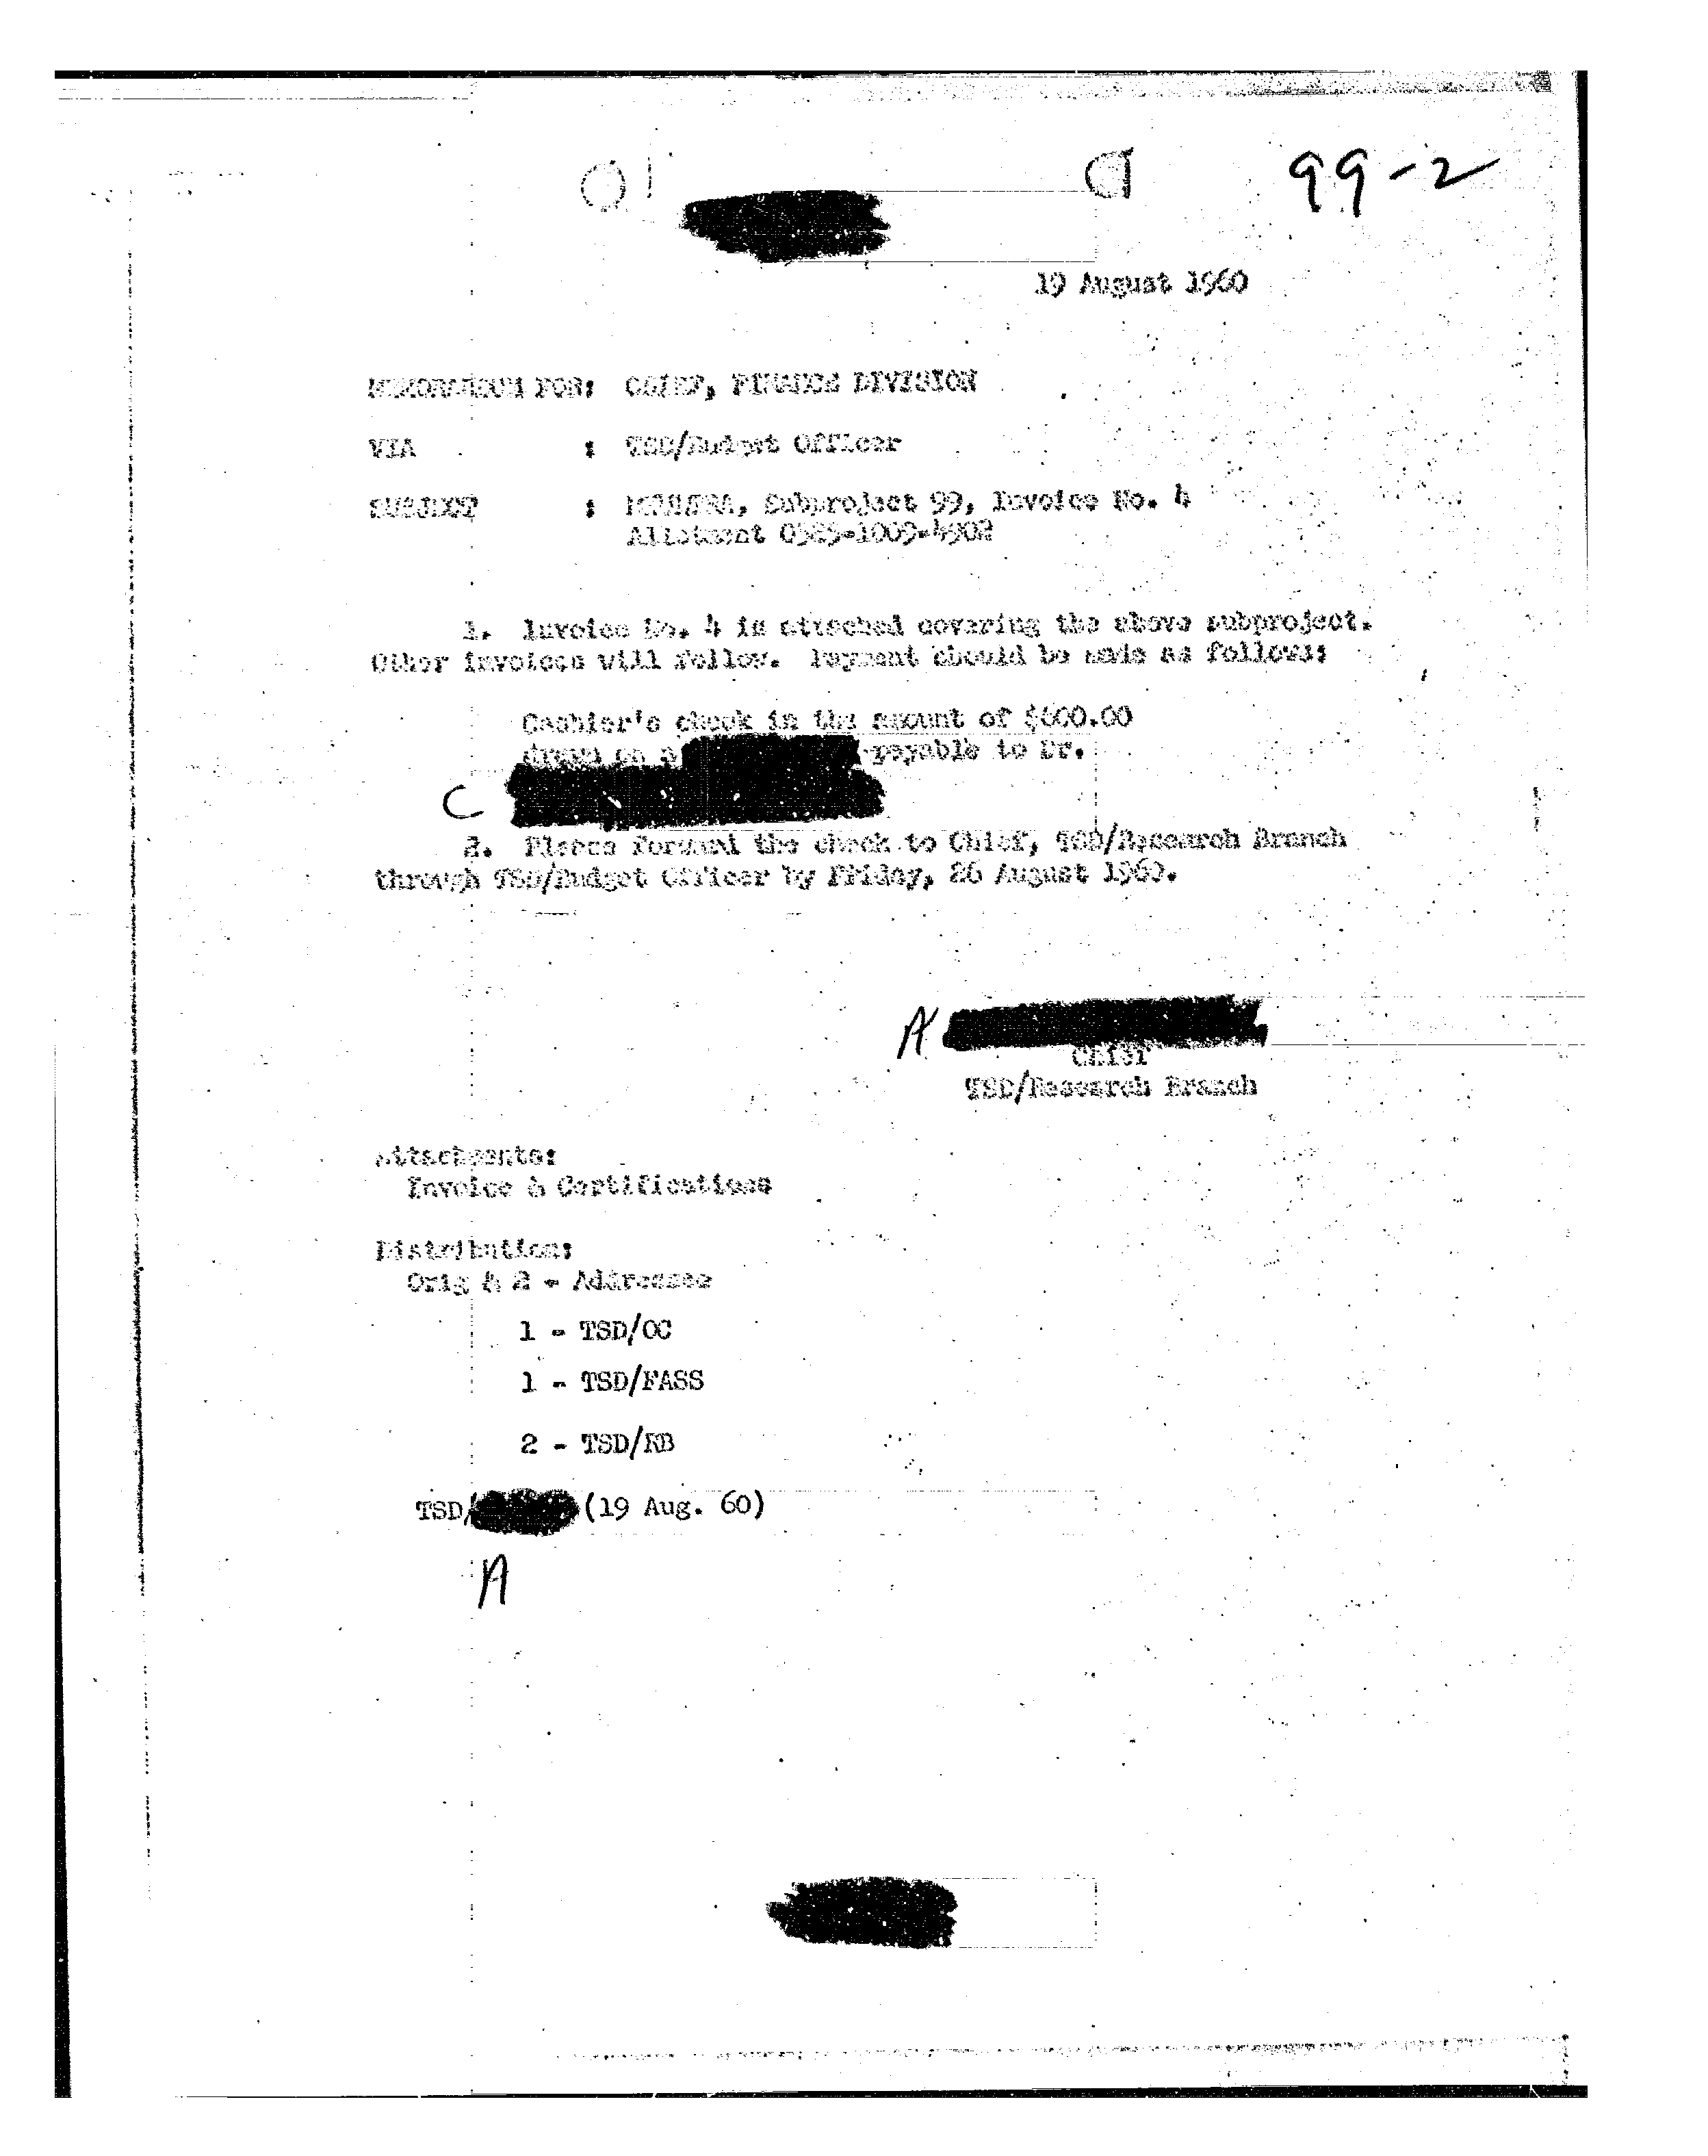 99-2
19 August 1960
MEMORANDUM FOR: CHIEF, FINANCE DIVISION
VIA : TSD/Budget Officer
SUBJECT : MKULTRA, Subproject 99, Invoice No. 4
Allotment 0525-1009-4902
1. Invoice No. 4 is attached covering the above subproject.
Other invoices will follow. Payment should be made as follows:
Cashier's check in the amount of $600.00
drawn on a payable to Dr.
C
2. Please forward the check to Chief, TSD/Research Branch
through TSD/Budget Officer by Friday, 26 August 1960.
A
Chief
TSD/Research Branch
Attachments:
Invoice & Certifications
Distribution:
Orig & 2 - Addressee
1 - TSD/OC
1 - TSD/FASS
2 - TSD/RB
TSD/ (19 Aug. 60)
A